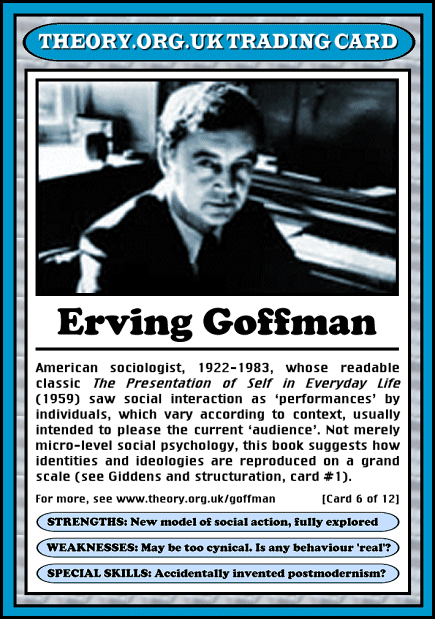 THEORY.ORG.UK TRADING CARD
Erving Goffman
American sociologist, 1922-1983, whose readable
classic The Presentation of Self in Everyday Life
(1959) saw social interaction as ‘performances’ by
individuals, which vary according to context, usually
intended to please the current ‘audience’. Not merely
micro-level social psychology, this book suggests how
identities and ideologies are reproduced on a grand
scale (see Giddens and structuration, card #1).
For more, see www.theory.org.uk/goffman [Card 6 of 12]
STRENGTHS: New model of social action, fully explored
WEAKNESSES: May be too cynical. Is any behaviour 'real'?
SPECIAL SKILLS: Accidentally invented postmodernism?